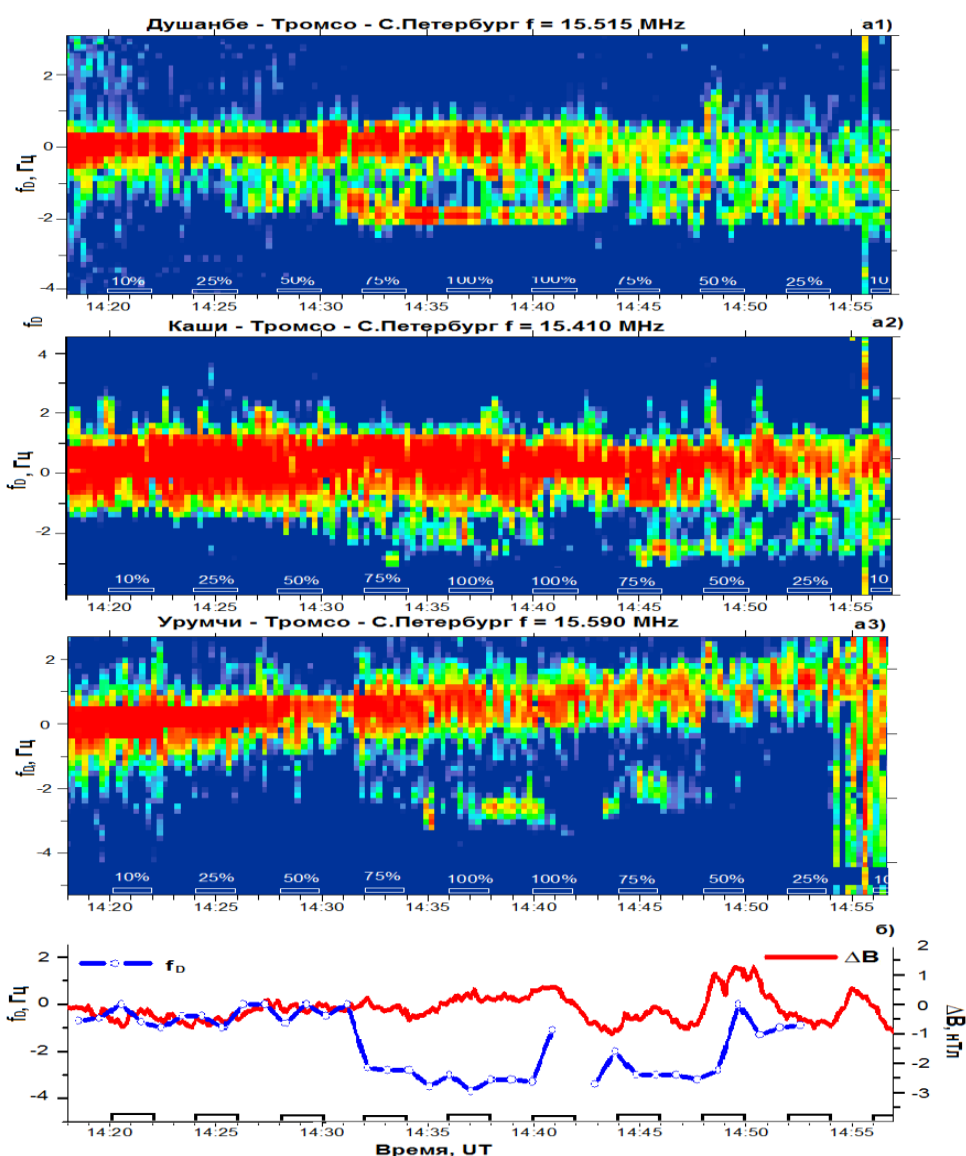 Душанбе - Тромсо - С.Петербург f = 15.515 MHz a1)
f_D, Гц
2
0
-2
-4
10% 25% 50% 75% 100% 100% 75% 50% 25% 10
14:20 14:25 14:30 14:35 14:40 14:45 14:50 14:55
f_D
Каши - Тромсо - С.Петербург f = 15.410 MHz a2)
f_D, Гц
4
2
0
-2
10% 25% 50% 75% 100% 100% 75% 50% 25% 10
14:20 14:25 14:30 14:35 14:40 14:45 14:50 14:55
Урумчи - Тромсо - С.Петербург f = 15.590 MHz a3)
f_D, Гц
2
0
-2
-4
10% 25% 50% 75% 100% 100% 75% 50% 25% 10
14:20 14:25 14:30 14:35 14:40 14:45 14:50 14:55
б)
f_D ΔB
f_D, Гц
2
0
-2
-4
2
1
0
-1
-2
-3
ΔB, нТл
14:20 14:25 14:30 14:35 14:40 14:45 14:50 14:55
Время, UT